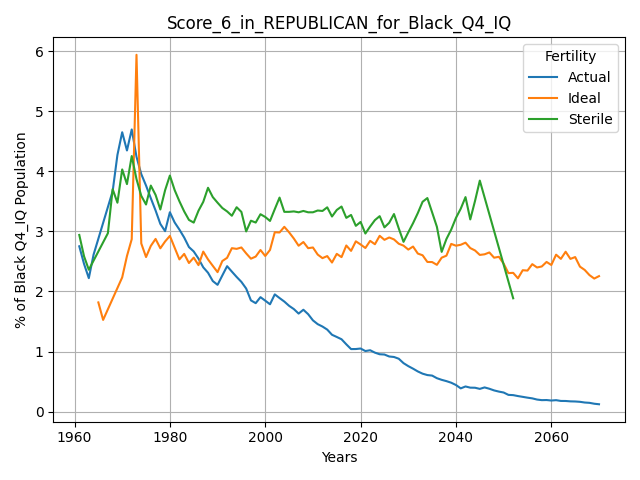 Score_6_in_REPUBLICAN_for_Black_Q4_IQ
Fertility
Actual
Ideal
Sterile
% of Black Q4_IQ Population
6
5
4
3
2
1
0
1960 1980 2000 2020 2040 2060
Years